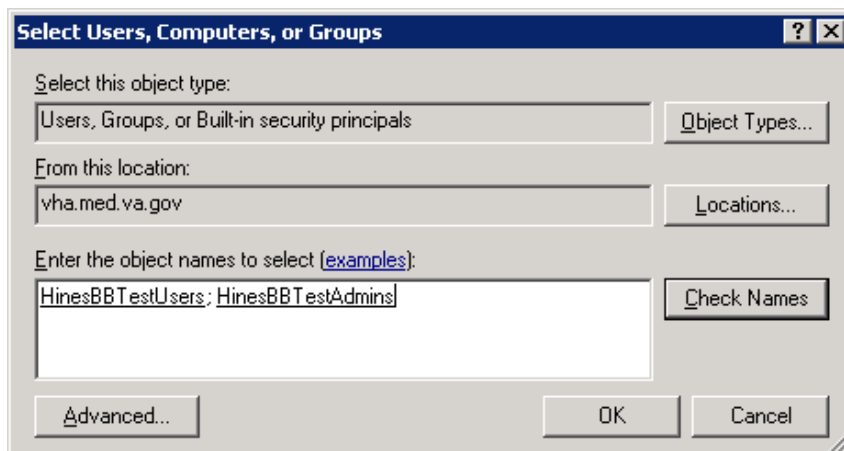 Select Users, Computers, or Groups
Select this object type:
Users, Groups, or Built-in security principals
Object Types...
From this location:
vha.med.va.gov
Locations...
Enter the object names to select (examples):
HinesBBTestUsers; HinesBBTestAdmins
Check Names
Advanced...
OK
Cancel